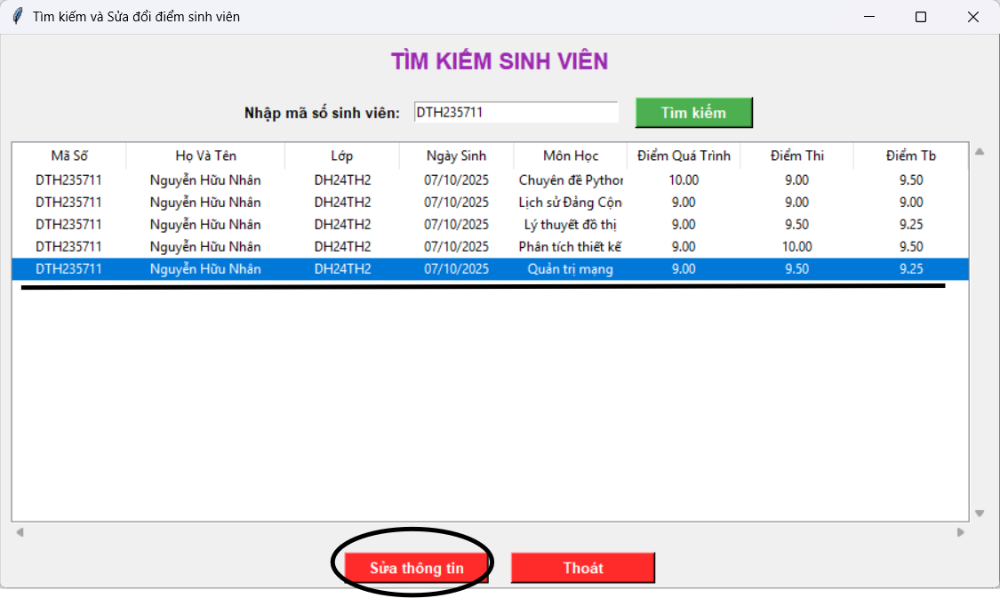 Tìm kiếm và Sửa đổi điểm sinh viên
TÌM KIẾM SINH VIÊN
Nhập mã số sinh viên: DTH235711 Tìm kiếm
Mã Số Họ Và Tên Lớp Ngày Sinh Môn Học Điểm Quá Trình Điểm Thi Điểm Tb
DTH235711 Nguyễn Hữu Nhân DH24TH2 07/10/2025 Chuyên đề Python 10.00 9.00 9.50
DTH235711 Nguyễn Hữu Nhân DH24TH2 07/10/2025 Lịch sử Đảng Cộn 9.00 9.00 9.00
DTH235711 Nguyễn Hữu Nhân DH24TH2 07/10/2025 Lý thuyết đồ thị 9.00 9.50 9.25
DTH235711 Nguyễn Hữu Nhân DH24TH2 07/10/2025 Phân tích thiết kế 9.00 10.00 9.50
DTH235711 Nguyễn Hữu Nhân DH24TH2 07/10/2025 Quản trị mạng 9.00 9.50 9.25
Sửa thông tin Thoát